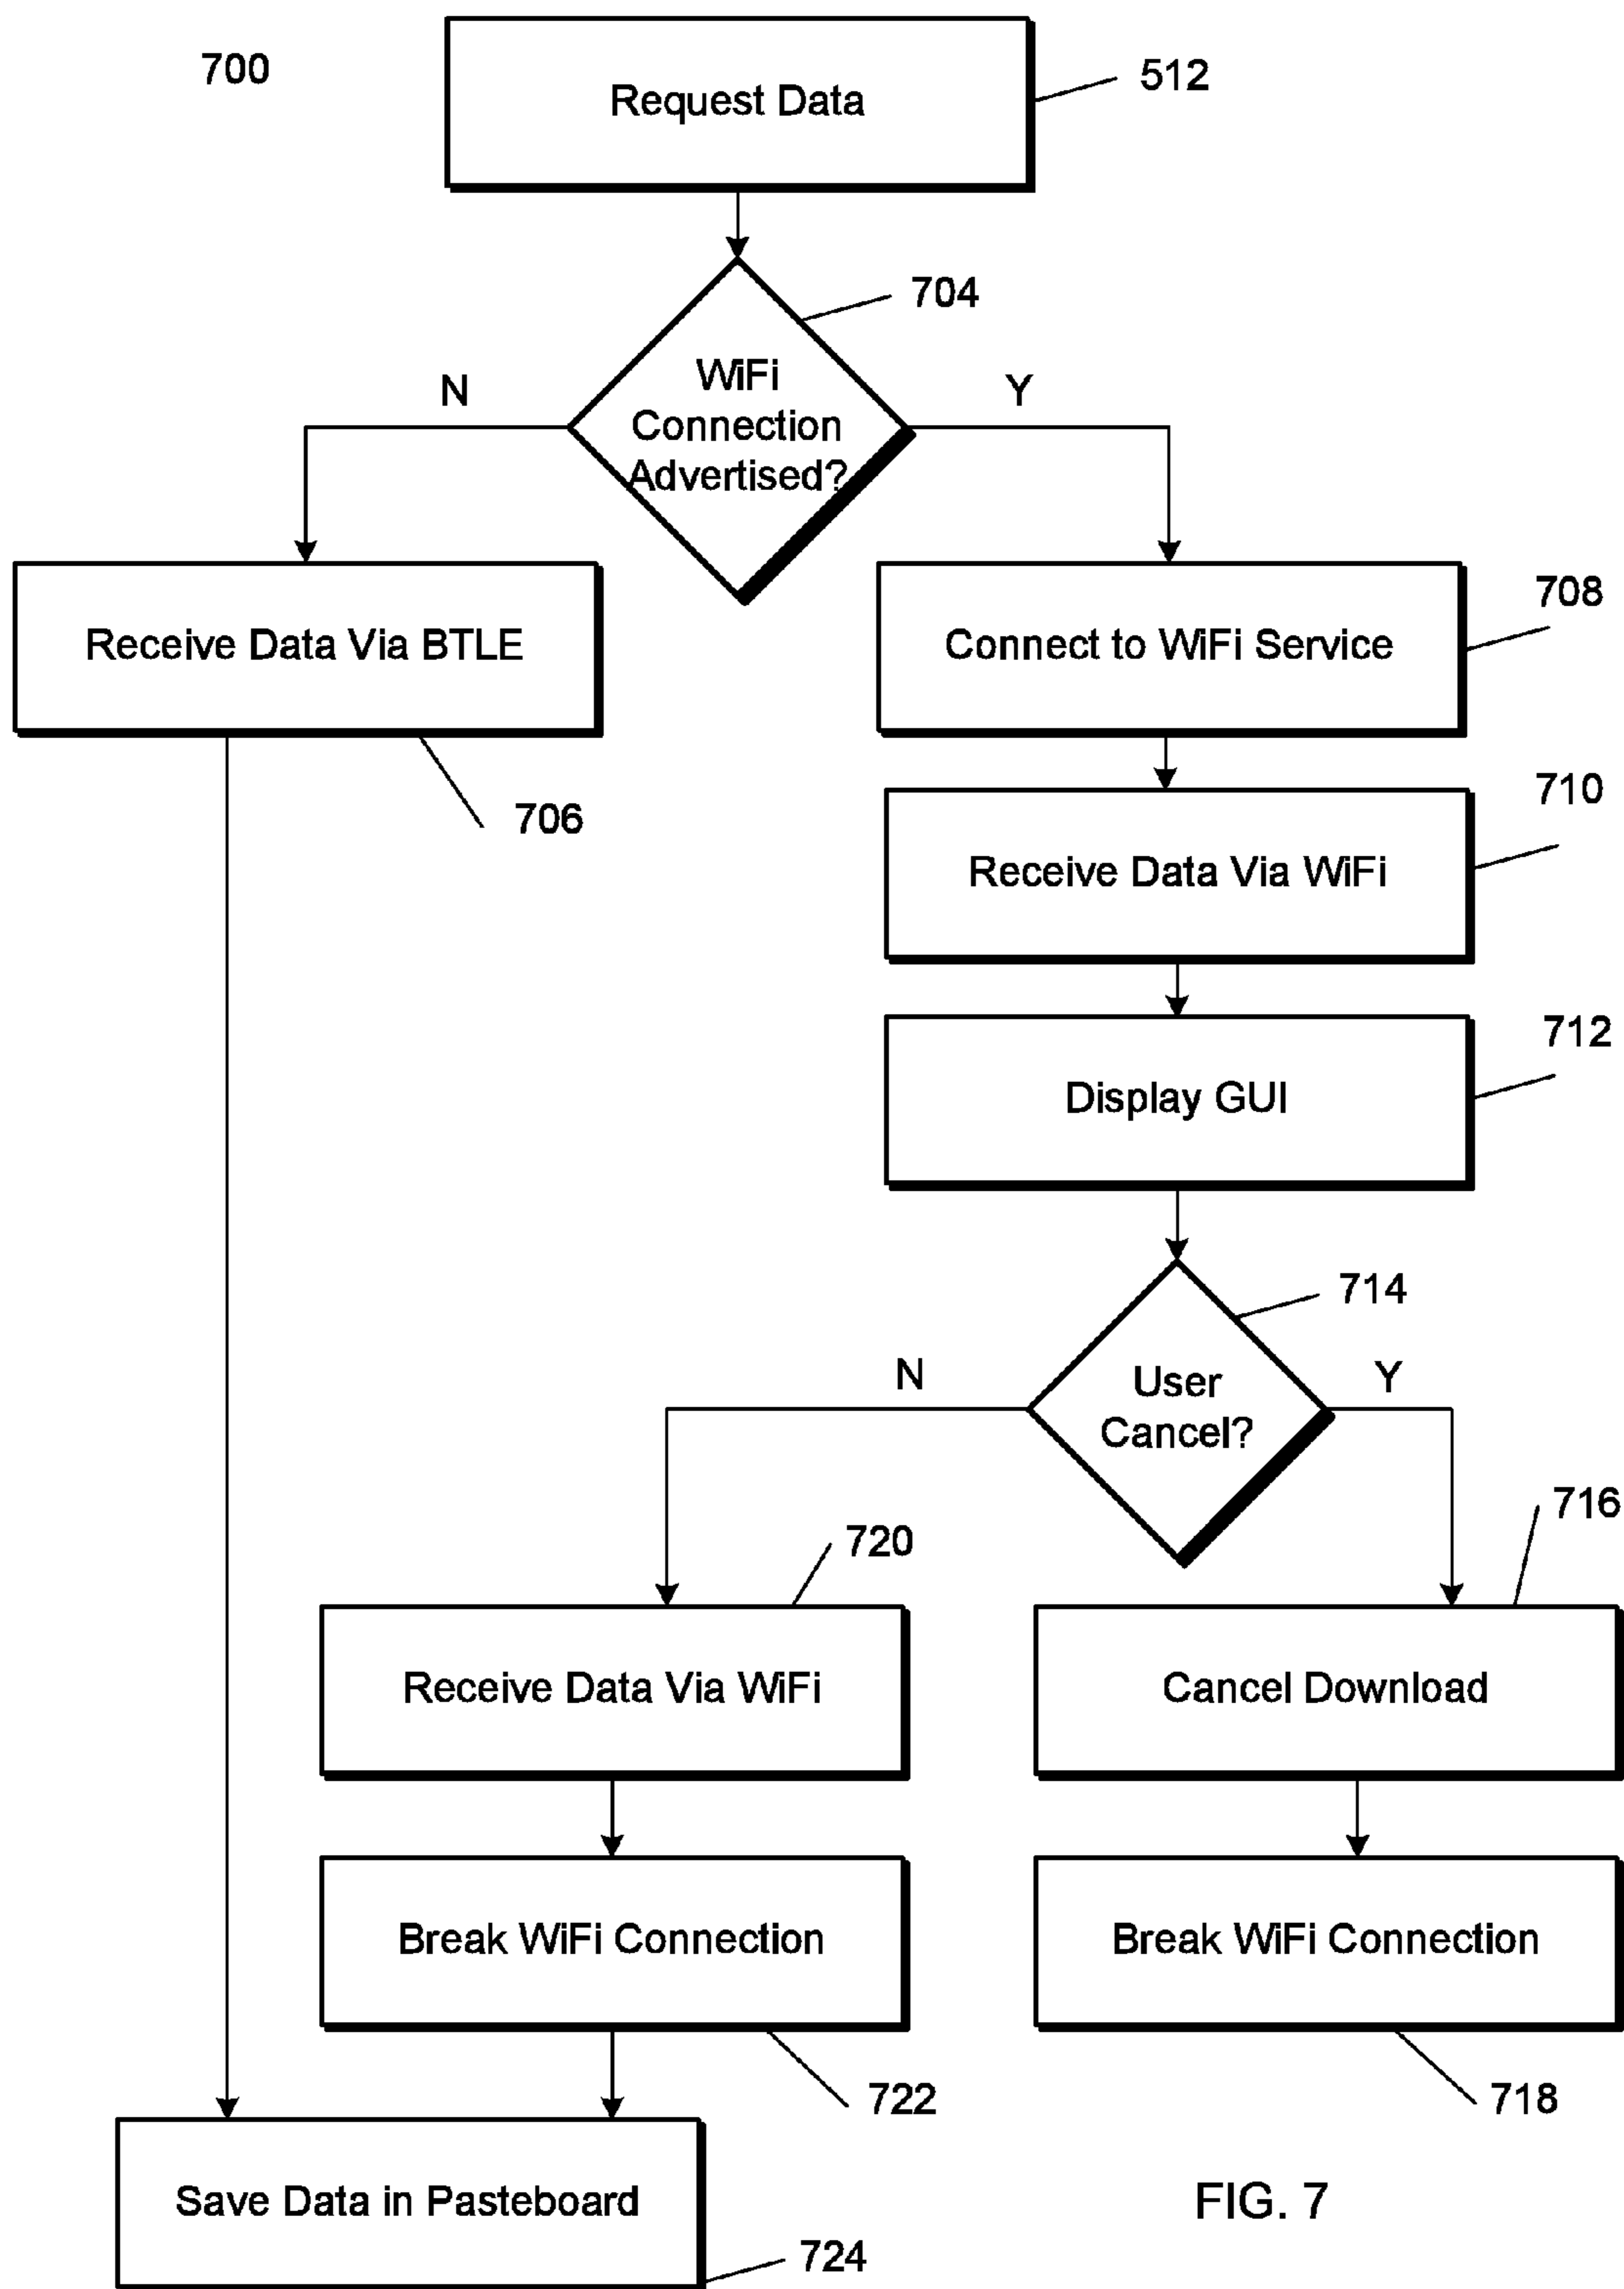 700
Request Data
512
704
WiFi
Connection
Advertised?
N
Y
Receive Data Via BTLE
706
Connect to WiFi Service
708
710
Receive Data Via WiFi
712
Display GUI
714
User
Cancel?
N
Y
716
720
Receive Data Via WiFi
Cancel Download
Break WiFi Connection
Break WiFi Connection
722
718
Save Data in Pasteboard
724
FIG. 7